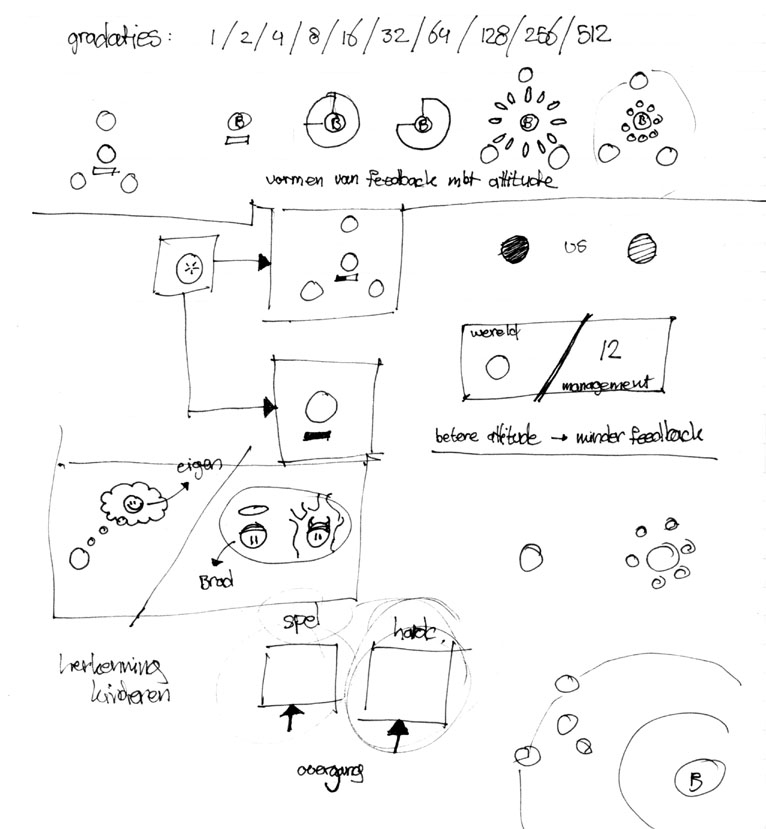 gradaties: 1/2/4/8/16/32/64/128/256/512
B B B B B
vormen van feedback mbt attitude
vs
wereld
12
management
betere attitude → minder feedback
eigen
Brad
spel
herkenning
kinderen
overgang
B